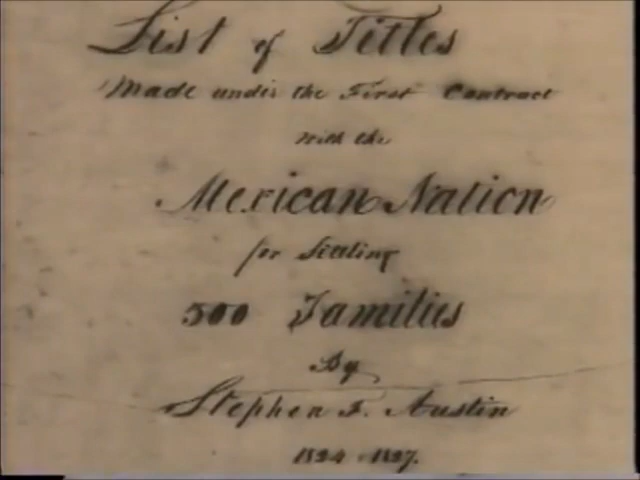 List of Titles
Made under the First Contract
with the
Mexican Nation
for Settling
300 Families
By
Stephen F. Austin
1824 - 1827.